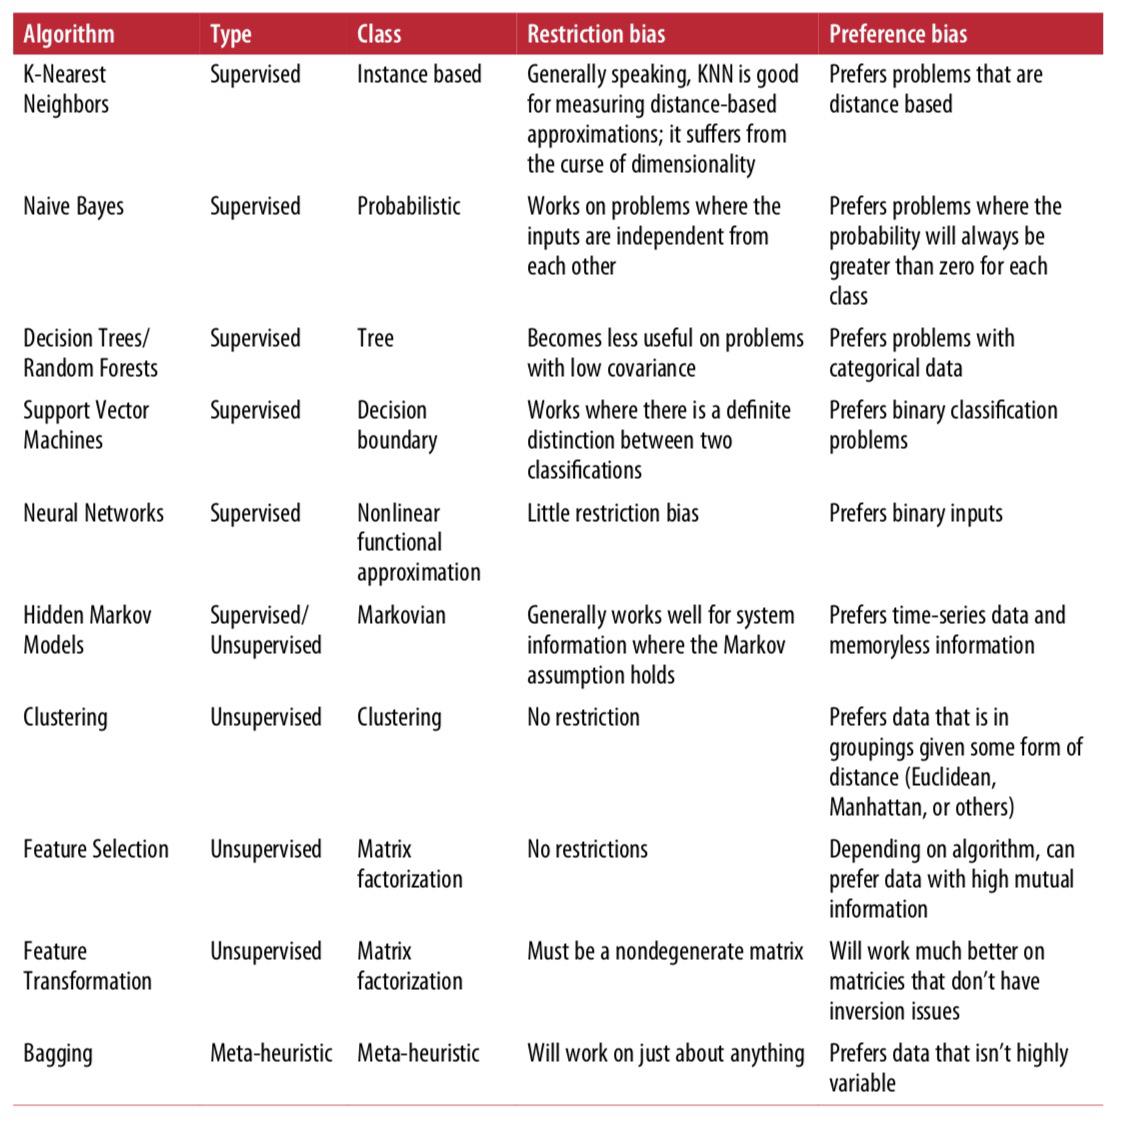 Algorithm Type Class Restriction bias Preference bias
K-Nearest Supervised Instance based Generally speaking, KNN is good Prefers problems that are
Neighbors for measuring distance-based distance based
approximations; it suffers from
the curse of dimensionality
Naive Bayes Supervised Probabilistic Works on problems where the Prefers problems where the
inputs are independent from probability will always be
each other greater than zero for each
class
Decision Trees/ Supervised Tree Becomes less useful on problems Prefers problems with
Random Forests with low covariance categorical data
Support Vector Supervised Decision Works where there is a definite Prefers binary classification
Machines boundary distinction between two problems
classifications
Neural Networks Supervised Nonlinear Little restriction bias Prefers binary inputs
functional
approximation
Hidden Markov Supervised/ Markovian Generally works well for system Prefers time-series data and
Models Unsupervised information where the Markov memoryless information
assumption holds
Clustering Unsupervised Clustering No restriction Prefers data that is in
groupings given some form of
distance (Euclidean,
Manhattan, or others)
Feature Selection Unsupervised Matrix No restrictions Depending on algorithm, can
factorization prefer data with high mutual
information
Feature Unsupervised Matrix Must be a nondegenerate matrix Will work much better on
Transformation factorization matricies that don’t have
inversion issues
Bagging Meta-heuristic Meta-heuristic Will work on just about anything Prefers data that isn’t highly
variable